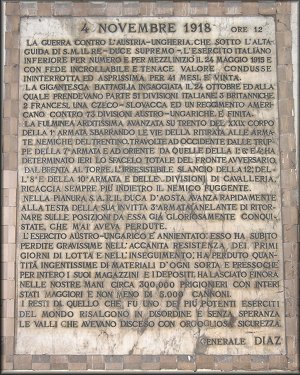 4 NOVEMBRE 1918 - ORE 12
LA GUERRA CONTRO L'AUSTRIA-UNGHERIA, CHE SOTTO L'ALTA
GUIDA DI S.M. IL RE-DUCE SUPREMO-L'ESERCITO ITALIANO
INFERIORE PER NUMERO E PER MEZZI, INIZIÒ IL 24 MAGGIO 1915 E
CON FEDE INCROLLABILE E TENACE VALORE CONDUSSE
ININTERROTTA ED ASPRISSIMA PER 41 MESI, È VINTA.
LA GIGANTESCA BATTAGLIA INGAGGIATA IL 24 OTTOBRE ED ALLA
QUALE PRENDEVANO PARTE 51 DIVISIONI ITALIANE 3 BRITANNICHE,
2 FRANCESI, UNA CZECO-SLOVACCA ED UN REGGIMENTO AMERI
CANO CONTRO 73 DIVISIONI AUSTRO-UNGARICHE, È FINITA.
LA FULMINEA ARDITISSIMA AVANZATA SU TRENTO DEL XXIX CORPO
DELLA 1ª ARMATA SBARRANDO LE VIE DELLA RITIRATA ALLE ARMA
TE NEMICHE DEL TRENTINO, TRAVOLTE AD OCCIDENTE DALLE TRUP
PE DELLA 7ª ARMATA E AD ORIENTE DA QUELLE DELLA 1ª 6ª E 4ª HA
DETERMINATO IERI LO SFACELO TOTALE DEL FRONTE AVVERSARIO.
DAL BRENTA AL TORRE L'IRRESISTIBILE SLANCIO DELLA 12ª, DEL
L'8ª E DELLA 10ª ARMATA E DELLE DIVISIONI DI CAVALLERIA,
RICACCIA SEMPRE PIÙ INDIETRO IL NEMICO FUGGENTE.
NELLA PIANURA S.A.R. IL DUCA D'AOSTA AVANZA RAPIDAMENTE
ALLA TESTA DELLA SUA INVITTA 3ª ARMATA ANELANTE DI RITOR
NARE SULLE POSIZIONI DA ESSA GIÀ GLORIOSAMENTE CONQUI
STATE, CHE MAI AVEVA PERDUTE.
L'ESERCITO AUSTRO-UNGARICO È ANNIENTATO. ESSO HA SUBITO
PERDITE GRAVISSIME NELL'ACCANITA RESISTENZA DEI PRIMI
GIORNI DI LOTTA E NELL'INSEGUIMENTO, HA PERDUTO QUAN
TITÀ INGENTISSIME DI MATERIALE D'OGNI SORTA E PRESSOCHÉ
PER INTERO I SUOI MAGAZZINI E I DEPOSITI, HA LASCIATO FINORA
NELLE NOSTRE MANI CIRCA 300,000 PRIGIONIERI CON INTERI
STATI MAGGIORI E NON MENO DI 5,000 CANNONI.
I RESTI DI QUELLO CHE FU UNO DEI PIÙ POTENTI ESERCITI
DEL MONDO RISALGONO IN DISORDINE E SENZA SPERANZA
LE VALLI CHE AVEVANO DISCESO CON ORGOGLIOSA SICUREZZA.
GENERALE DIAZ